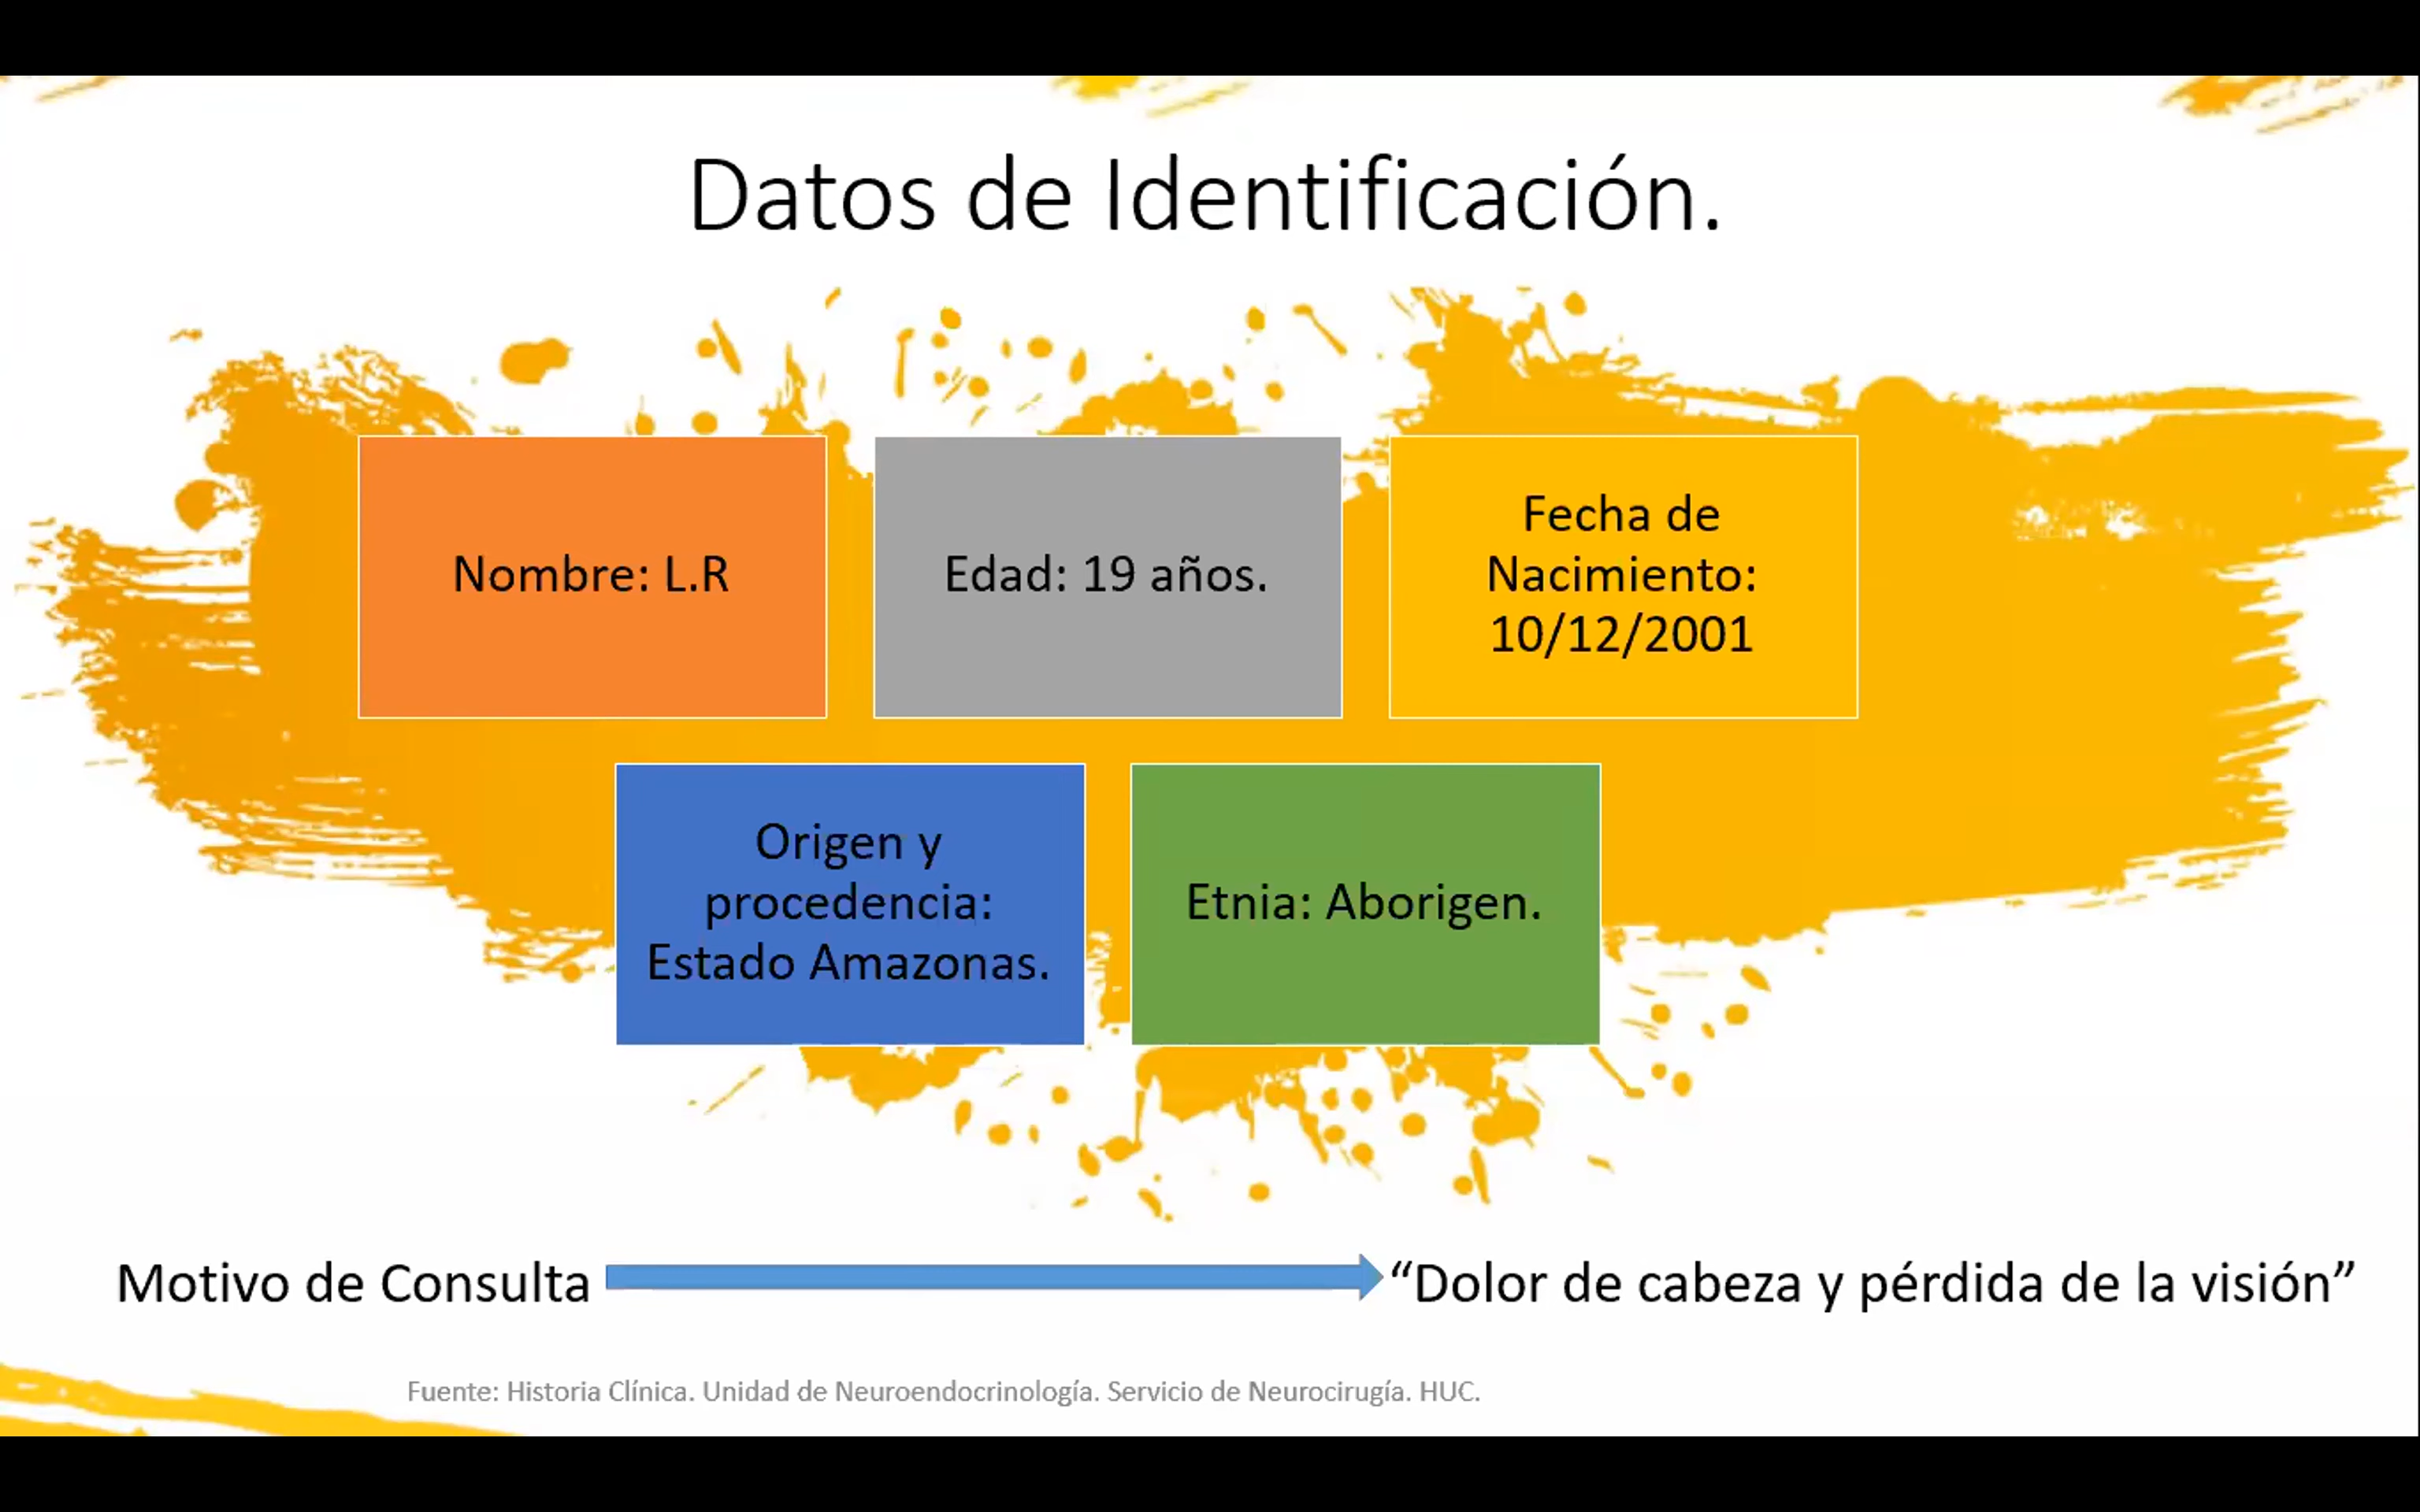 Datos de Identificación.
Nombre: L.R
Edad: 19 años.
Fecha de
Nacimiento:
10/12/2001
Origen y
procedencia:
Estado Amazonas.
Etnia: Aborigen.
Motivo de Consulta
“Dolor de cabeza y pérdida de la visión”
Fuente: Historia Clínica. Unidad de Neuroendocrinología. Servicio de Neurocirugía. HUC.